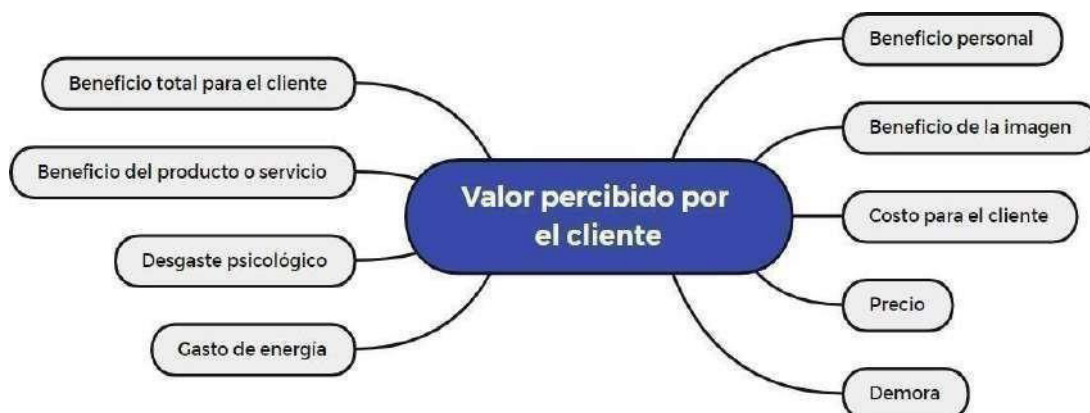 Beneficio personal
Beneficio total para el cliente
Beneficio de la imagen
Beneficio del producto o servicio
Valor percibido por
el cliente
Costo para el cliente
Desgaste psicológico
Precio
Gasto de energía
Demora